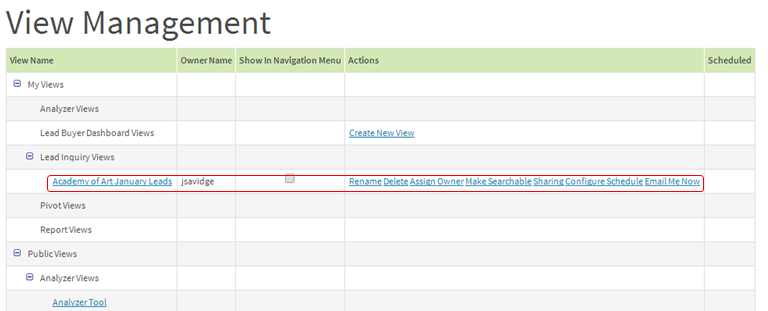 View Management
View Name Owner Name Show In Navigation Menu Actions Scheduled
My Views
Analyzer Views
Lead Buyer Dashboard Views Create New View
Lead Inquiry Views
Academy of Art January Leads jsavidge Rename Delete Assign Owner Make Searchable Sharing Configure Schedule Email Me Now
Pivot Views
Report Views
Public Views
Analyzer Views
Analyzer Tool